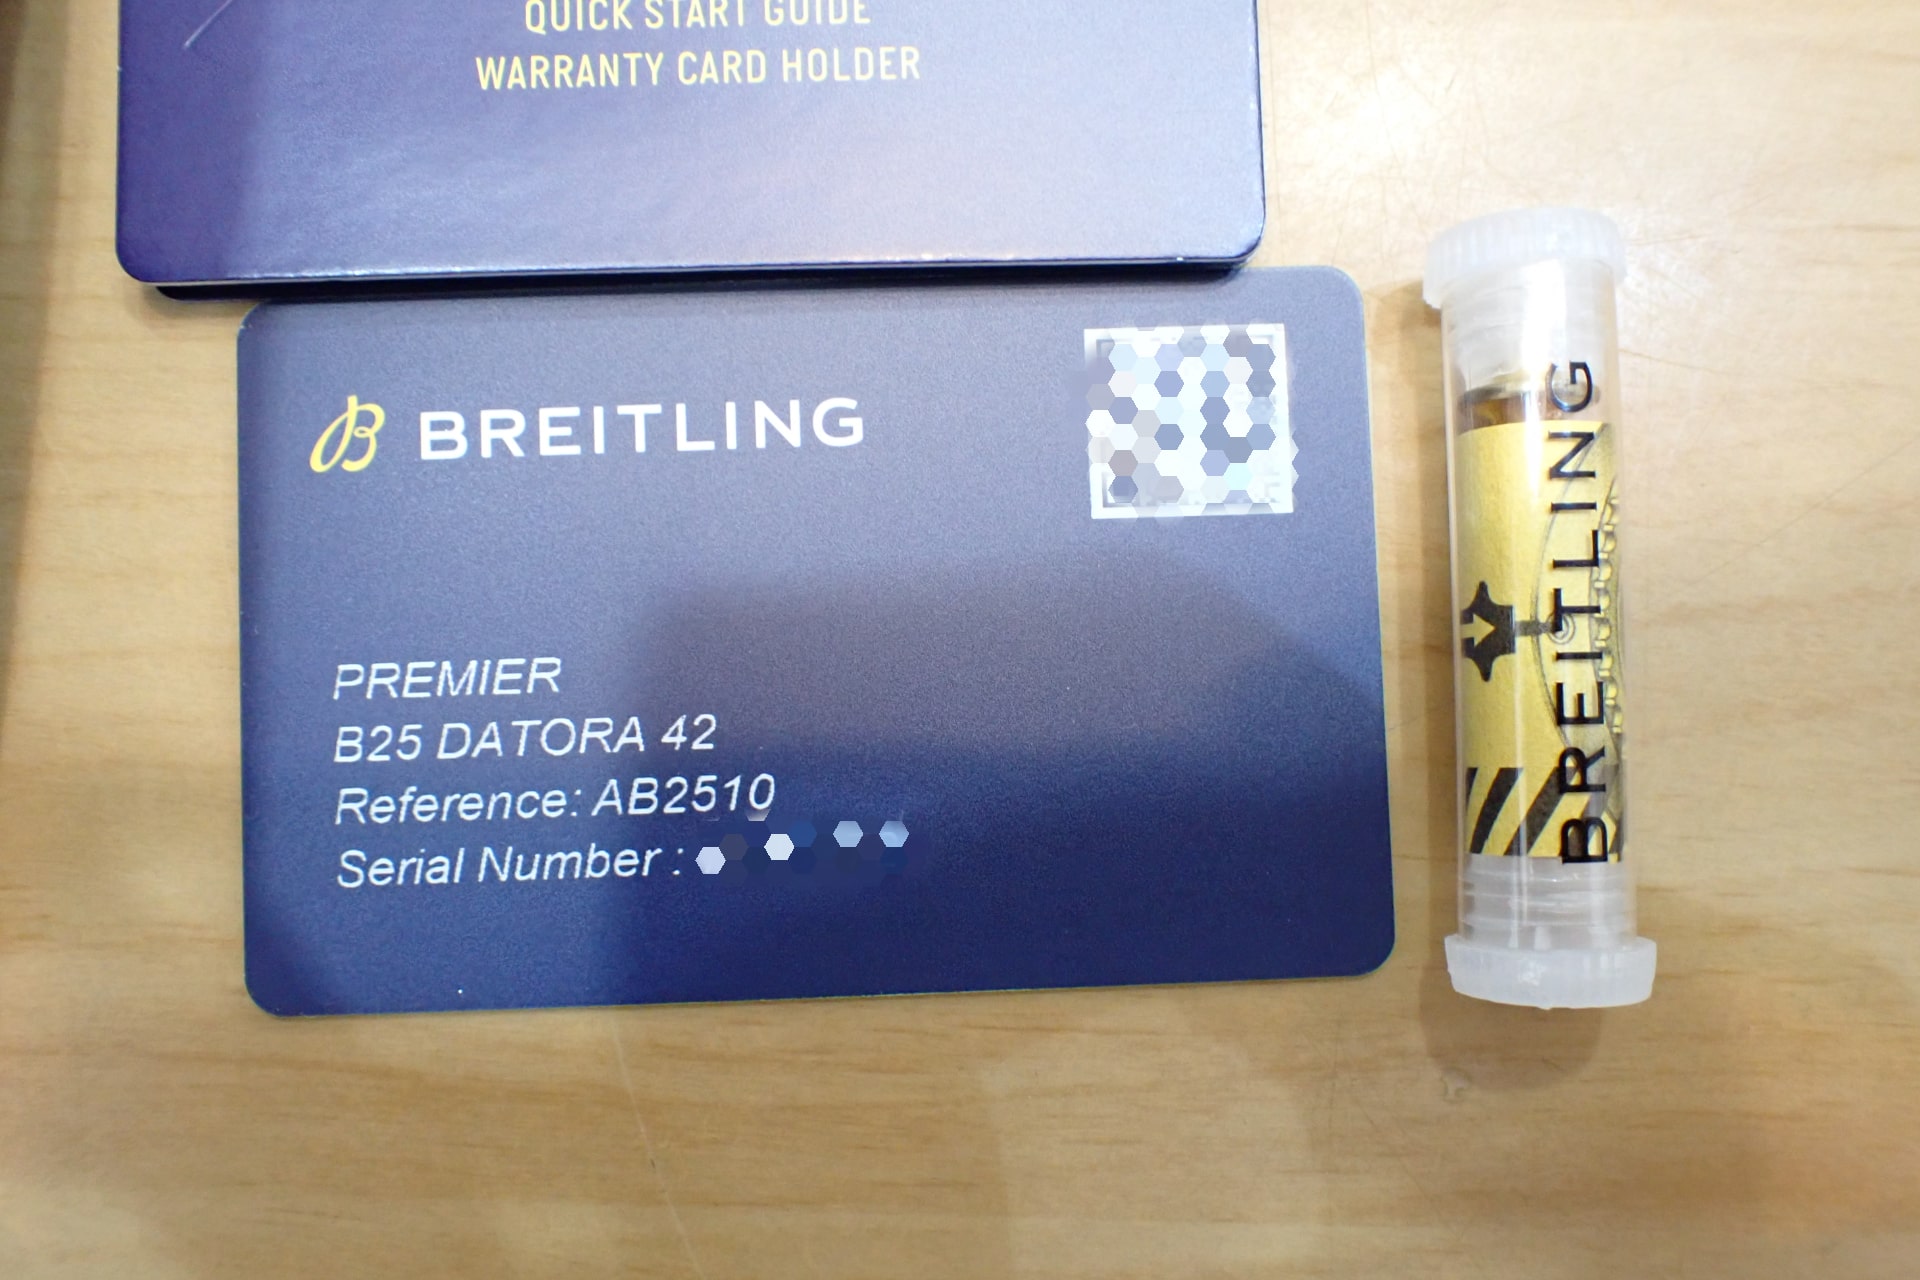 QUICK START GUIDE
WARRANTY CARD HOLDER
B BREITLING
PREMIER
B25 DATORA 42
Reference: AB2510
Serial Number :
BREITLING